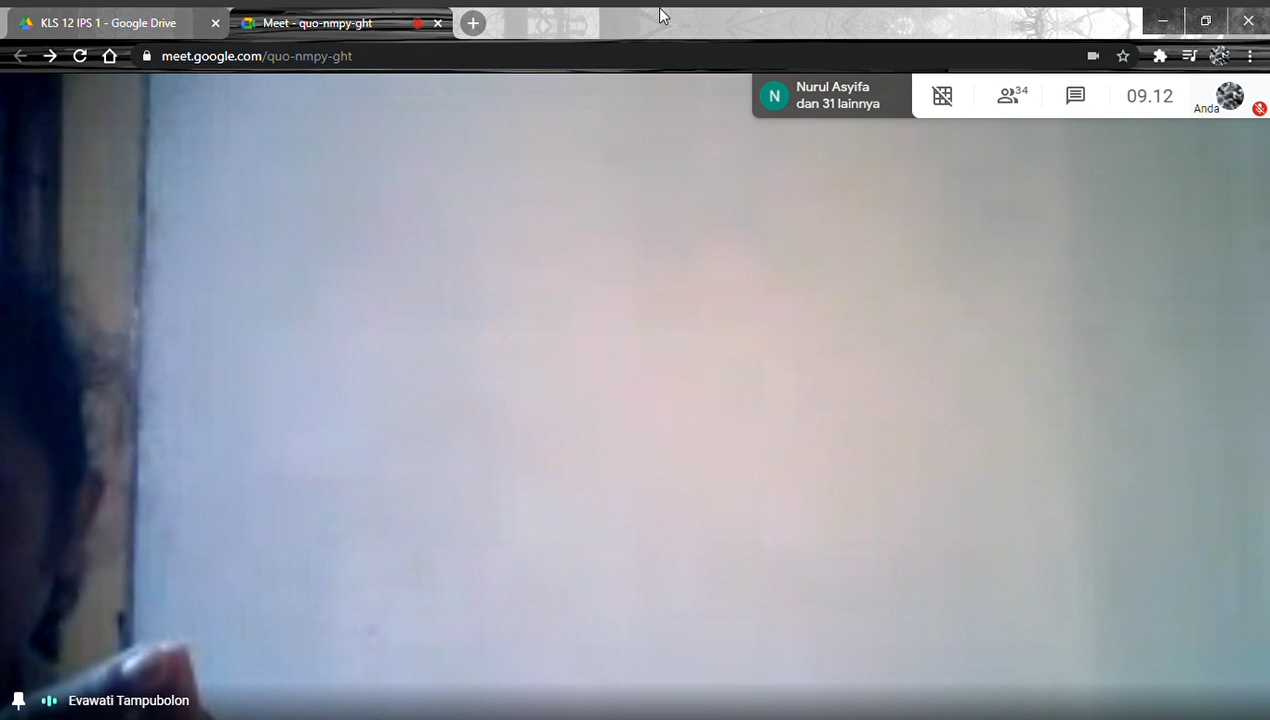 KLS 12 IPS 1 - Google Drive
Meet - quo-nmpy-ght
meet.google.com/quo-nmpy-ght
Nurul Asyifa
dan 31 lainnya
N
34
09.12
Anda
Evawati Tampubolon